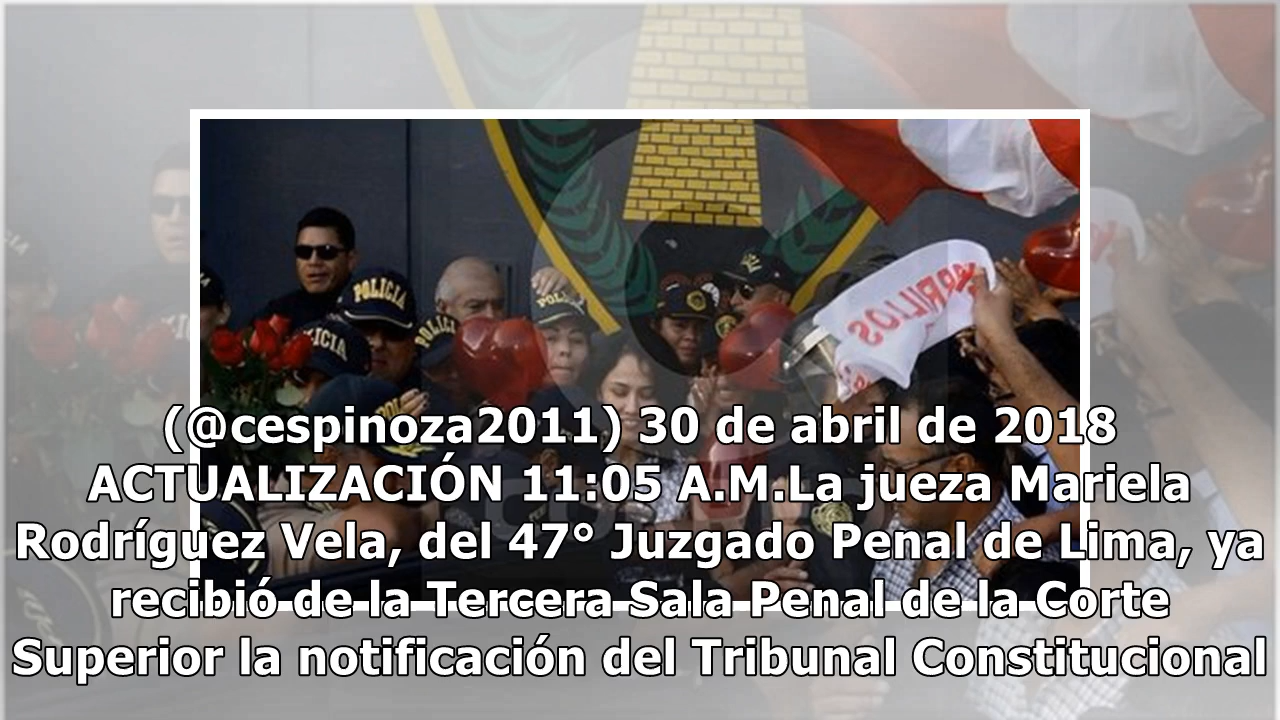 POLICIA
POLICIA
(@cespinoza2011) 30 de abril de 2018
ACTUALIZACIÓN 11:05 A.M.La jueza Mariela
Rodríguez Vela, del 47° Juzgado Penal de Lima, ya
recibió de la Tercera Sala Penal de la Corte
Superior la notificación del Tribunal Constitucional